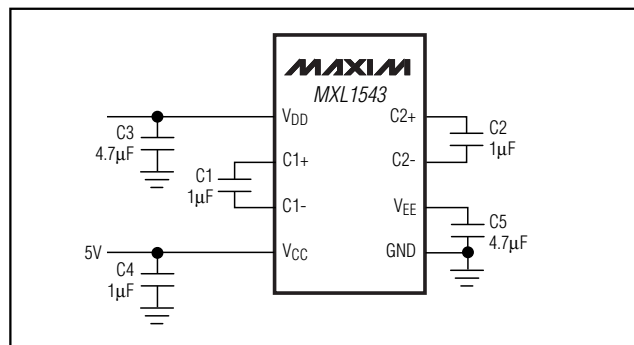 MAXIM
MXL1543
VDD
C1+
C1-
VCC
C2+
C2-
VEE
GND
C3
4.7µF
C1
1µF
5V
C4
1µF
C2
1µF
C5
4.7µF